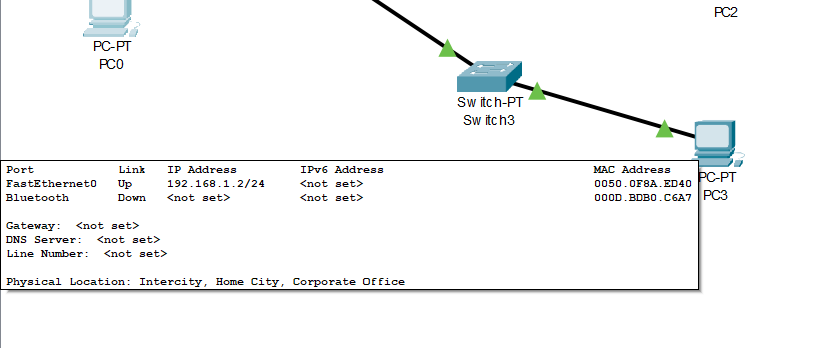 PC2
PC-PT
PC0
Switch-PT
Switch3
Port Link IP Address IPv6 Address MAC Address
FastEthernet0 Up 192.168.1.2/24 <not set> 0050.0F8A.ED40
Bluetooth Down <not set> <not set> 000D.BDB0.C6A7
Gateway: <not set>
DNS Server: <not set>
Line Number: <not set>
Physical Location: Intercity, Home City, Corporate Office
PC-PT
PC3